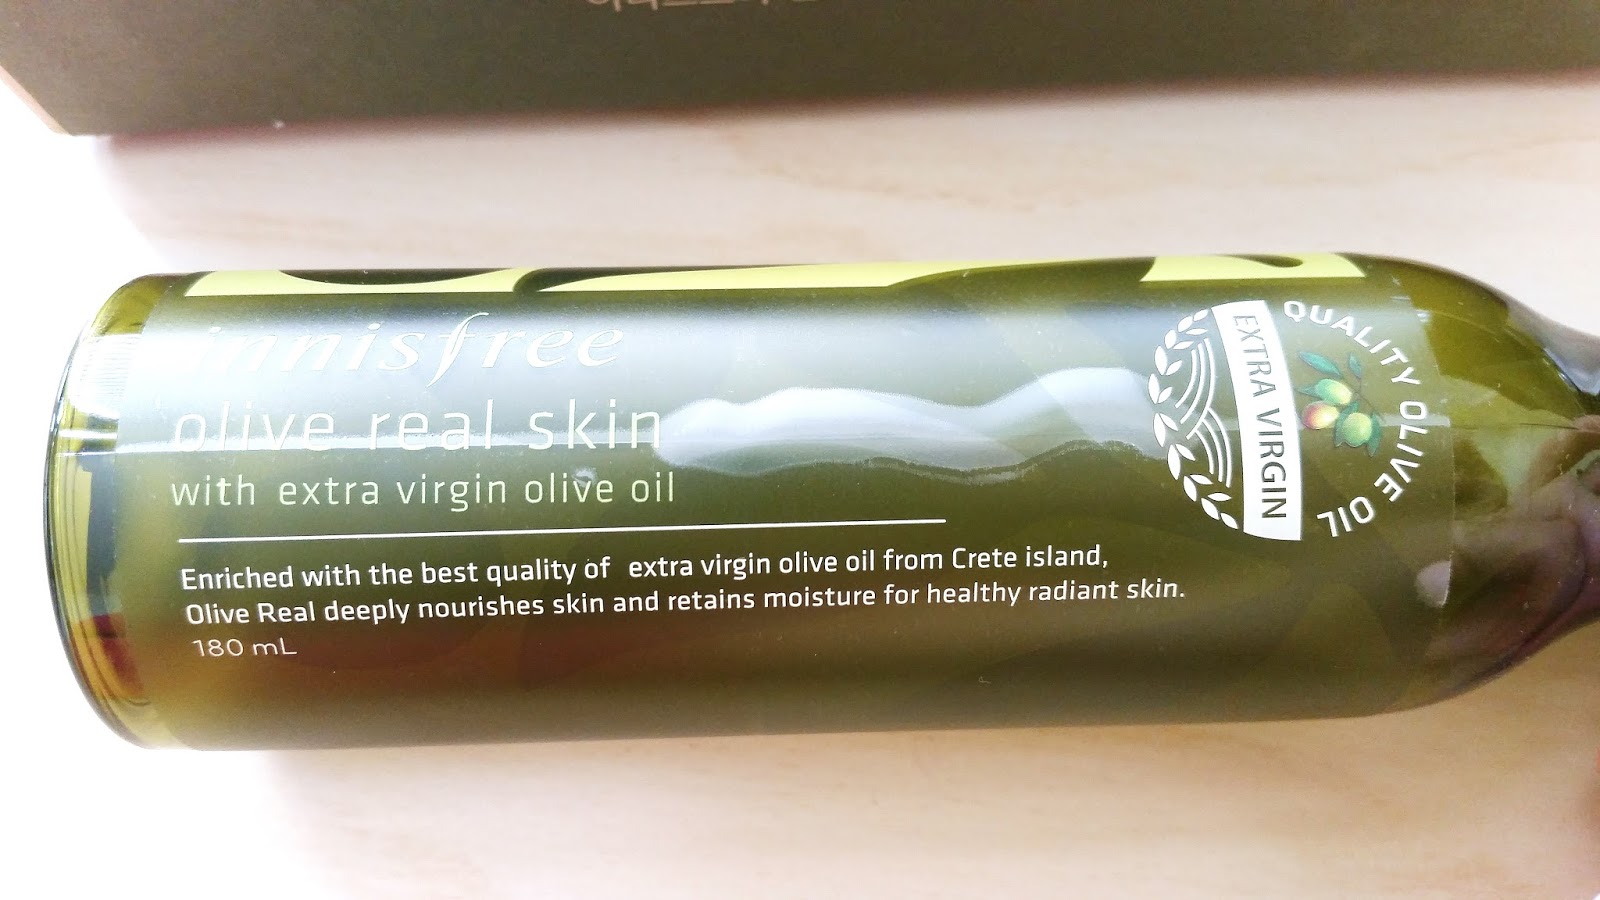 innisfree
olive real skin
with extra virgin olive oil
Enriched with the best quality of extra virgin olive oil from Crete island,
Olive Real deeply nourishes skin and retains moisture for healthy radiant skin.
180 mL
EXTRA VIRGIN
QUALITY OLIVE OIL